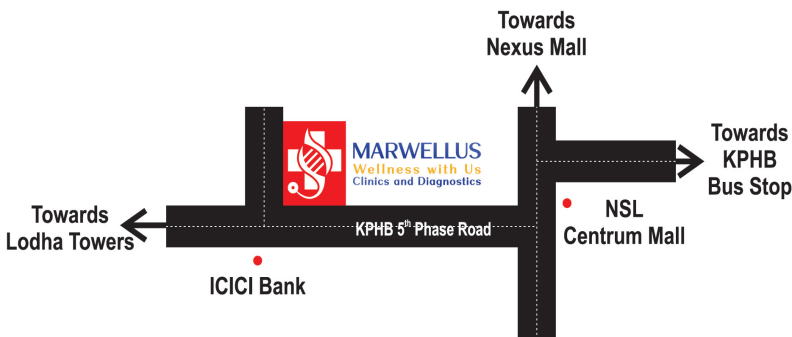 Towards
Nexus Mall
MARWELLUS
Wellness with Us
Clinics and Diagnostics
Towards
KPHB
Bus Stop
Towards
Lodha Towers
KPHB 5th Phase Road
NSL
Centrum Mall
ICICI Bank